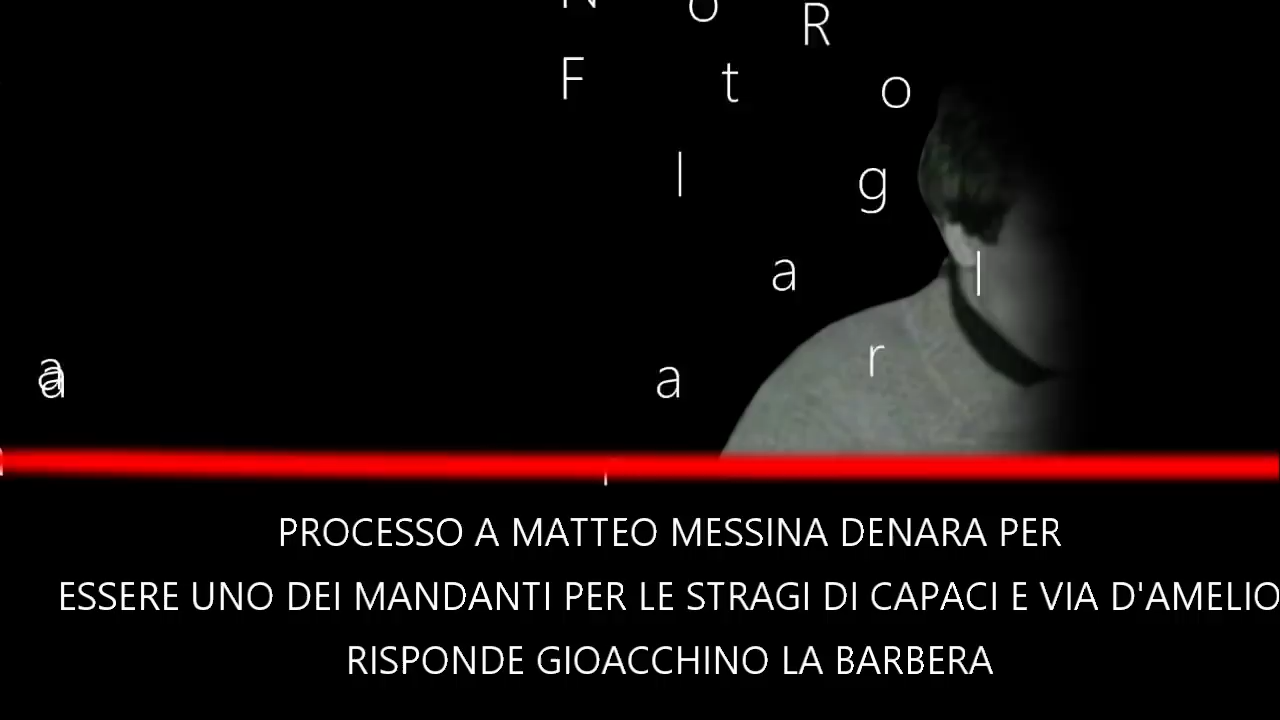 N o R
F t o
l g
a l
a r
a a
PROCESSO A MATTEO MESSINA DENARA PER
ESSERE UNO DEI MANDANTI PER LE STRAGI DI CAPACI E VIA D'AMELIO
RISPONDE GIOACCHINO LA BARBERA